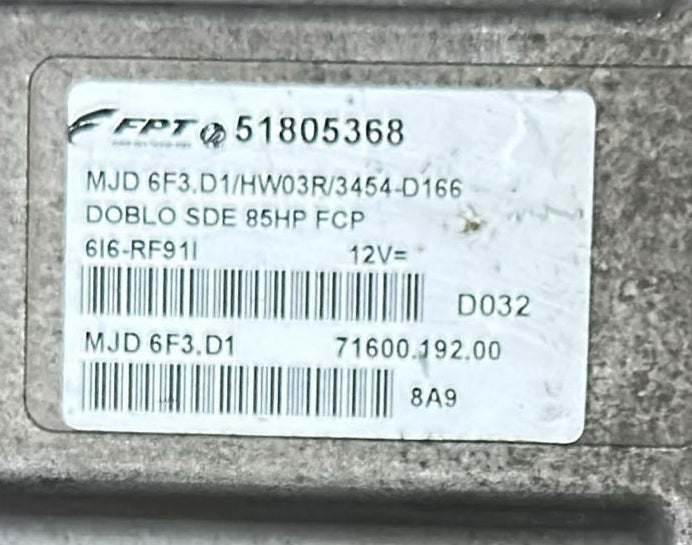 FPT 51805368
MJD 6F3.D1/HW03R/3454-D166
DOBLO SDE 85HP FCP
6I6-RF91I 12V=
D032
MJD 6F3.D1 71600.192.00
8A9